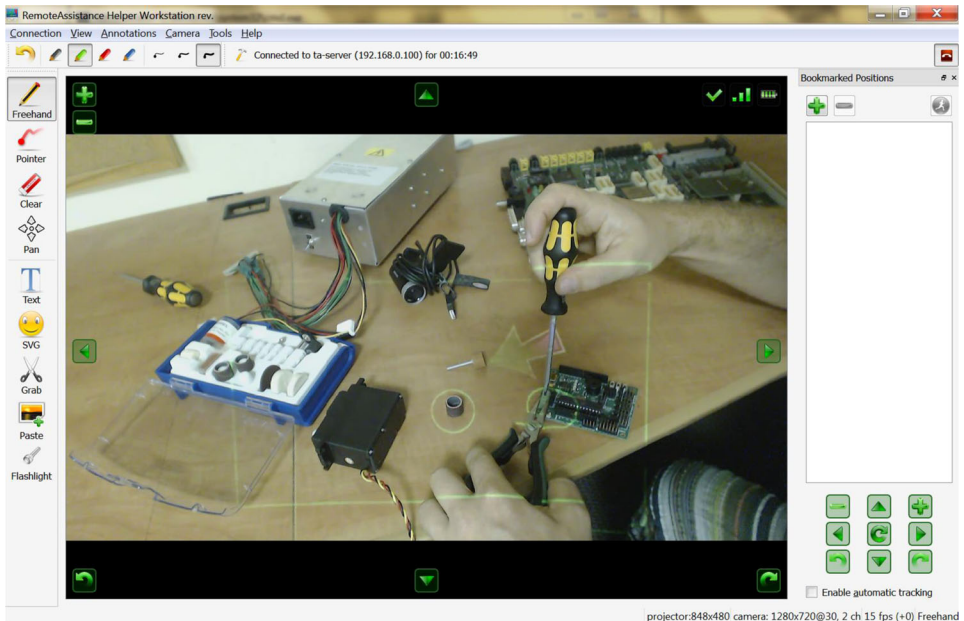 RemoteAssistance Helper Workstation rev.
Connection View Annotations Camera Tools Help
Connected to ta-server (192.168.0.100) for 00:16:49
Bookmarked Positions
Freehand
Pointer
Clear
Pan
Text
SVG
Grab
Paste
Flashlight
Enable automatic tracking
projector:848x480 camera: 1280x720@30, 2 ch 15 fps (+0) Freehand